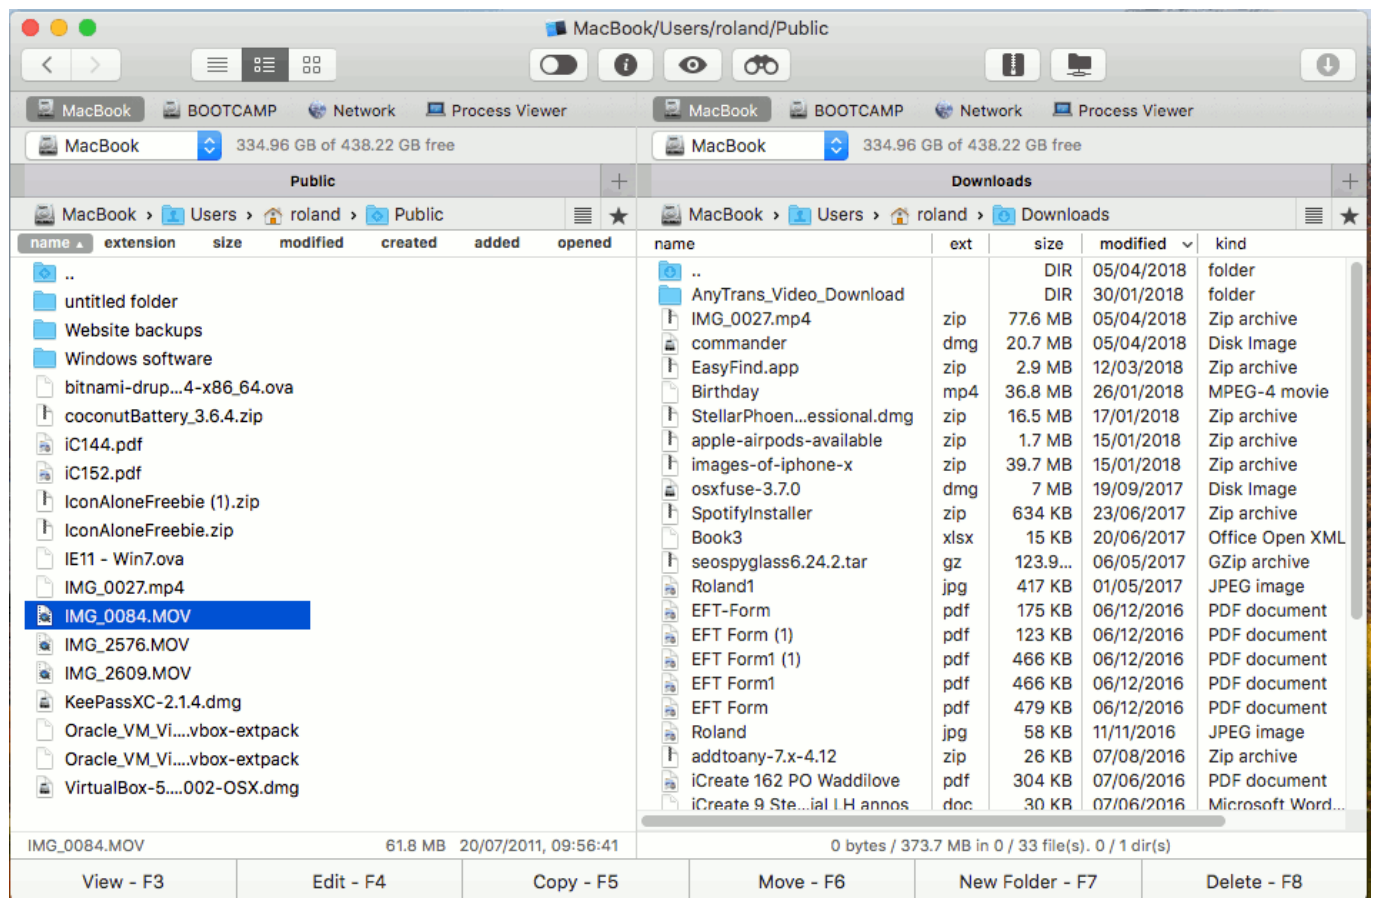 MacBook/Users/roland/Public
MacBook BOOTCAMP Network Process Viewer
MacBook BOOTCAMP Network Process Viewer
MacBook 334.96 GB of 438.22 GB free
MacBook 334.96 GB of 438.22 GB free
Public +
Downloads +
MacBook › Users › roland › Public
MacBook › Users › roland › Downloads
name extension size modified created added opened
..
untitled folder
Website backups
Windows software
bitnami-drup...4-x86_64.ova
coconutBattery_3.6.4.zip
iC144.pdf
iC152.pdf
IconAloneFreebie (1).zip
IconAloneFreebie.zip
IE11 - Win7.ova
IMG_0027.mp4
IMG_0084.MOV
IMG_2576.MOV
IMG_2609.MOV
KeePassXC-2.1.4.dmg
Oracle_VM_Vi....vbox-extpack
Oracle_VM_Vi....vbox-extpack
VirtualBox-5....002-OSX.dmg
name ext size modified kind
.. DIR 05/04/2018 folder
AnyTrans_Video_Download DIR 30/01/2018 folder
IMG_0027.mp4 zip 77.6 MB 05/04/2018 Zip archive
commander dmg 20.7 MB 05/04/2018 Disk Image
EasyFind.app zip 2.9 MB 12/03/2018 Zip archive
Birthday mp4 36.8 MB 26/01/2018 MPEG-4 movie
StellarPhoen...essional.dmg zip 16.5 MB 17/01/2018 Zip archive
apple-airpods-available zip 1.7 MB 15/01/2018 Zip archive
images-of-iphone-x zip 39.7 MB 15/01/2018 Zip archive
osxfuse-3.7.0 dmg 7 MB 19/09/2017 Disk Image
SpotifyInstaller zip 634 KB 23/06/2017 Zip archive
Book3 xlsx 15 KB 20/06/2017 Office Open XML
seospyglass6.24.2.tar gz 123.9... 06/05/2017 GZip archive
Roland1 jpg 417 KB 01/05/2017 JPEG image
EFT-Form pdf 175 KB 06/12/2016 PDF document
EFT Form (1) pdf 123 KB 06/12/2016 PDF document
EFT Form1 (1) pdf 466 KB 06/12/2016 PDF document
EFT Form1 pdf 466 KB 06/12/2016 PDF document
EFT Form pdf 479 KB 06/12/2016 PDF document
Roland jpg 58 KB 11/11/2016 JPEG image
addtoany-7.x-4.12 zip 26 KB 07/08/2016 Zip archive
iCreate 162 PO Waddilove pdf 304 KB 07/06/2016 PDF document
iCreate 9 Ste...ial LH annos doc 30 KB 07/06/2016 Microsoft Word...
IMG_0084.MOV 61.8 MB 20/07/2011, 09:56:41
0 bytes / 373.7 MB in 0 / 33 file(s). 0 / 1 dir(s)
View - F3 Edit - F4 Copy - F5 Move - F6 New Folder - F7 Delete - F8